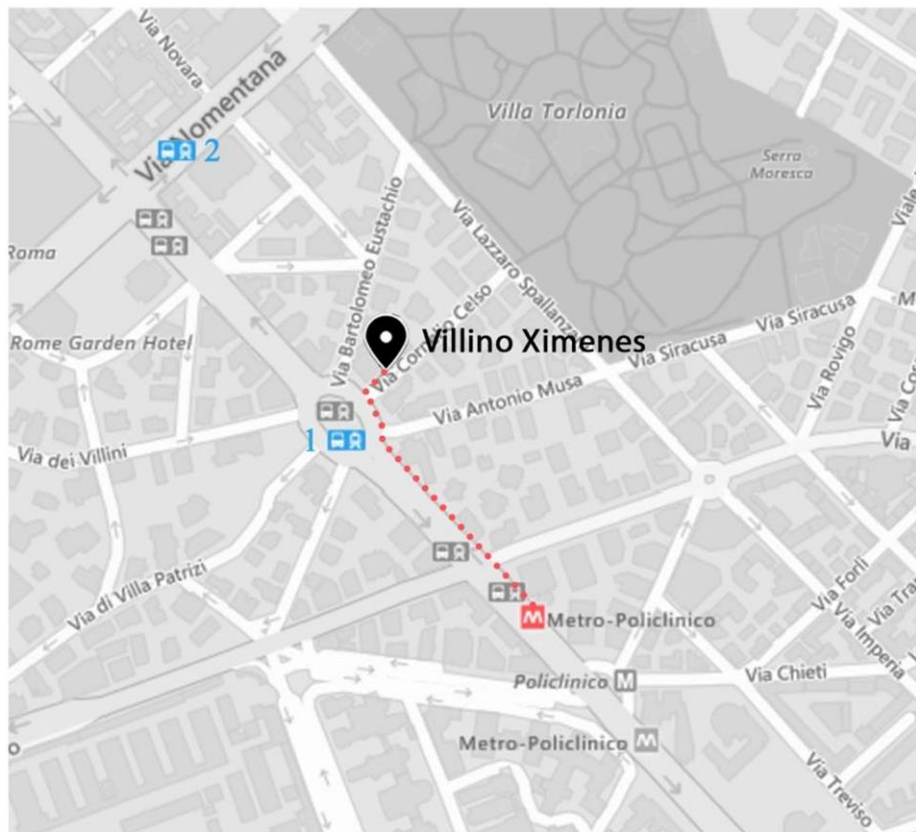 Via Novara
Via Nomentana
2
Villa Torlonia
Serra
Moresca
Roma
Via Bartolomeo Eustachio
Via Lazzaro Spallanzani
Via Cornelio Celso
Rome Garden Hotel
Villino Ximenes
Via Siracusa
Via Siracusa
Via Rovigo
Via Antonio Musa
1
Via dei Villini
Via
Via di Villa Patrizi
Via Forlì
M Metro-Policlinico
Via Imperia
Policlinico M
Via Chieti
Metro-Policlinico M
Via Treviso